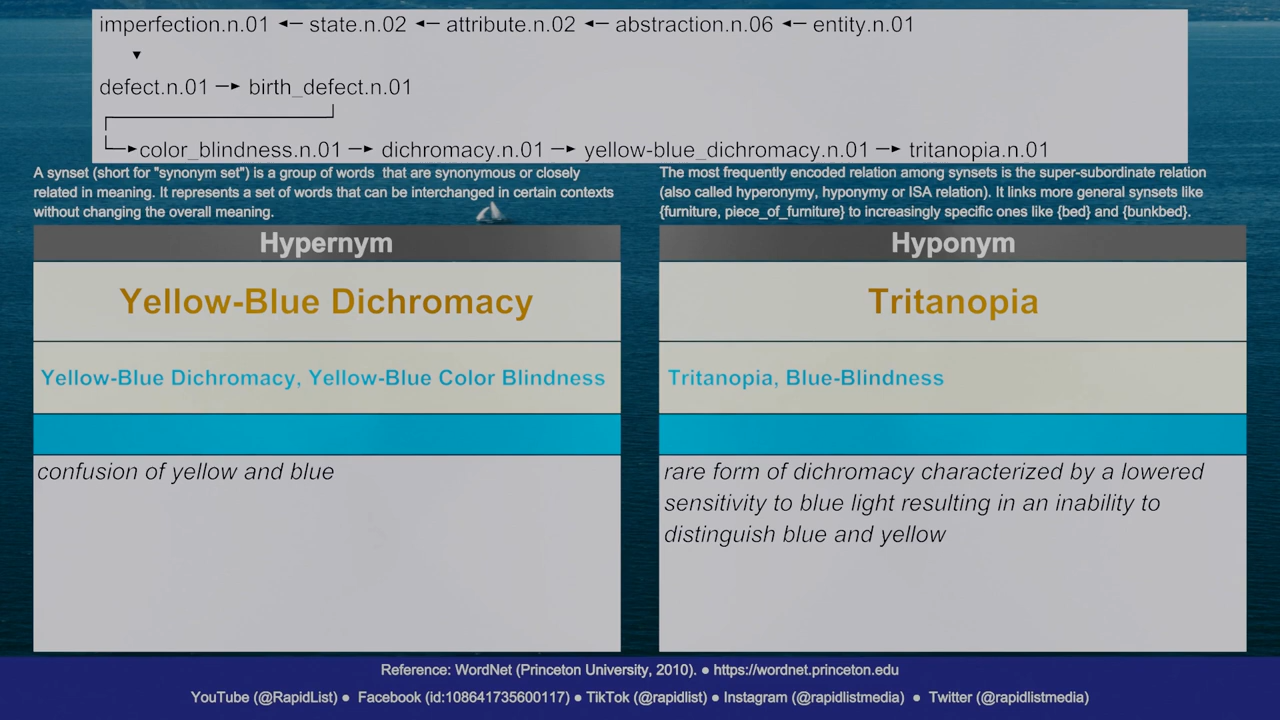 imperfection.n.01 ◄─ state.n.02 ◄─ attribute.n.02 ◄─ abstraction.n.06 ◄─ entity.n.01
▼
defect.n.01 ─► birth_defect.n.01
└─►color_blindness.n.01 ─► dichromacy.n.01 ─► yellow-blue_dichromacy.n.01 ─► tritanopia.n.01
A synset (short for "synonym set") is a group of words that are synonymous or closely
related in meaning. It represents a set of words that can be interchanged in certain contexts
without changing the overall meaning.
The most frequently encoded relation among synsets is the super-subordinate relation
(also called hyperonymy, hyponymy or ISA relation). It links more general synsets like
{furniture, piece_of_furniture} to increasingly specific ones like {bed} and {bunkbed}.
Hypernym
Yellow-Blue Dichromacy
Yellow-Blue Dichromacy, Yellow-Blue Color Blindness
confusion of yellow and blue
Hyponym
Tritanopia
Tritanopia, Blue-Blindness
rare form of dichromacy characterized by a lowered
sensitivity to blue light resulting in an inability to
distinguish blue and yellow
Reference: WordNet (Princeton University, 2010). ● https://wordnet.princeton.edu
YouTube (@RapidList) ● Facebook (id:108641735600117) ● TikTok (@rapidlist) ● Instagram (@rapidlistmedia) ● Twitter (@rapidlistmedia)